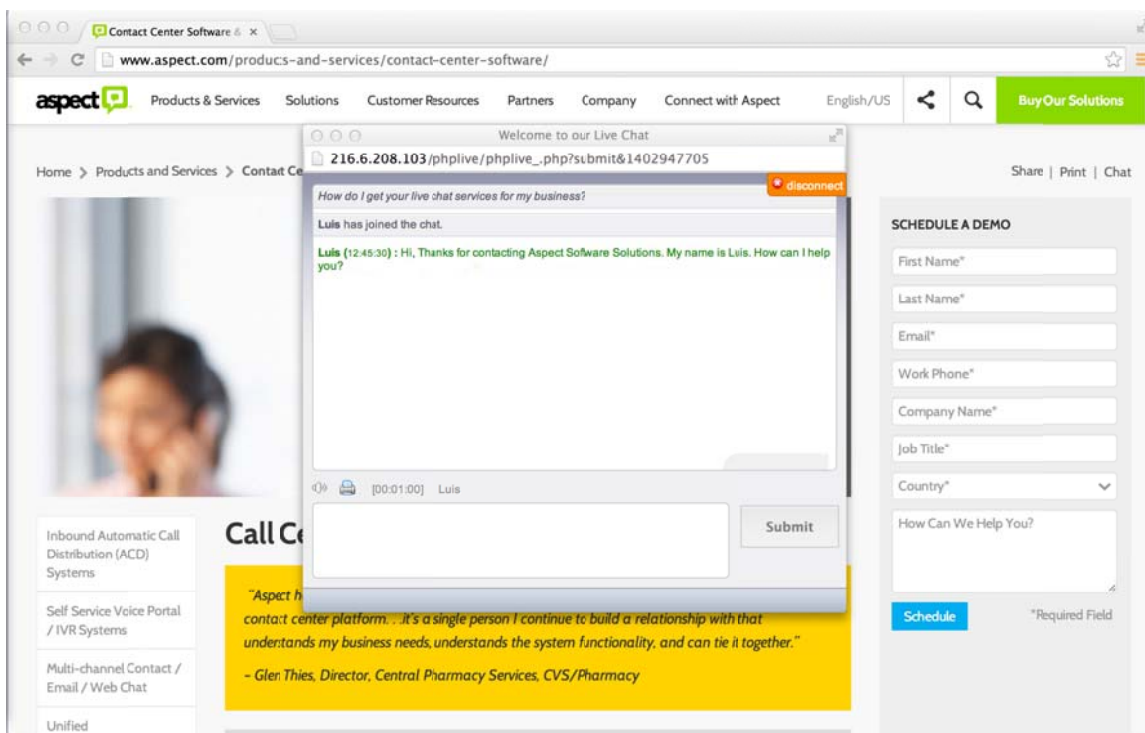 Contact Center Software &
www.aspect.com/products-and-services/contact-center-software/
aspect
Products & Services Solutions Customer Resources Partners Company Connect with Aspect English/US Buy Our Solutions
Home > Products and Services > Contact Ce
Share | Print | Chat
Welcome to our Live Chat
216.6.208.103/phplive/phplive_.php?submit&1402947705
disconnect
How do I get your live chat services for my business?
Luis has joined the chat.
Luis (12:45:30) : Hi, Thanks for contacting Aspect Software Solutions. My name is Luis. How can I help
you?
[00:01:00] Luis
Submit
SCHEDULE A DEMO
First Name*
Last Name*
Email*
Work Phone*
Company Name*
Job Title*
Country*
How Can We Help You?
Schedule
*Required Field
Inbound Automatic Call
Distribution (ACD)
Systems
Self Service Voice Portal
/ IVR Systems
Multi-channel Contact /
Email / Web Chat
Unified
Call Ce
"Aspect h
contact center platform. . .it's a single person I continue to build a relationship with that
understands my business needs, understands the system functionality, and can tie it together."
– Glen Thies, Director, Central Pharmacy Services, CVS/Pharmacy